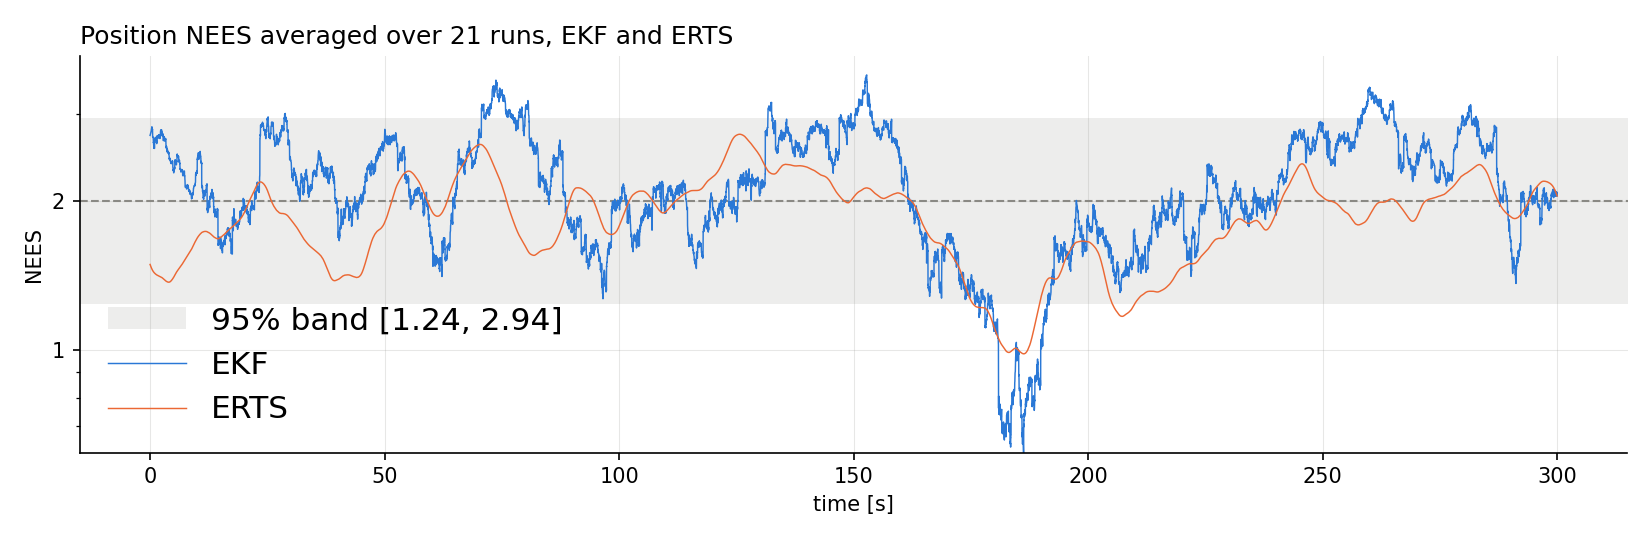 Position NEES averaged over 21 runs, EKF and ERTS
NEES
2
1
95% band [1.24, 2.94]
EKF
ERTS
0 50 100 150 200 250 300
time [s]